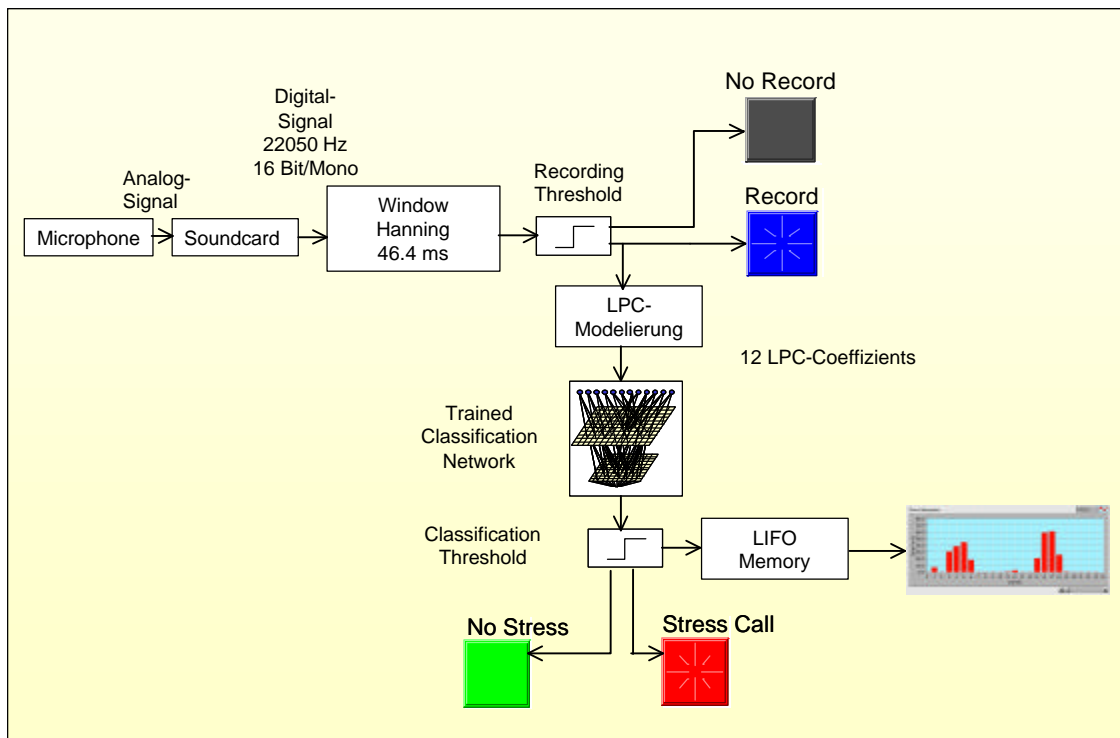 No Record
Digital-
Signal
22050 Hz
16 Bit/Mono
Analog-
Signal
Recording
Threshold
Record
Microphone
Soundcard
Window
Hanning
46.4 ms
LPC-
Modelierung
12 LPC-Coeffizients
Trained
Classification
Network
Classification
Threshold
LIFO
Memory
No Stress
Stress Call